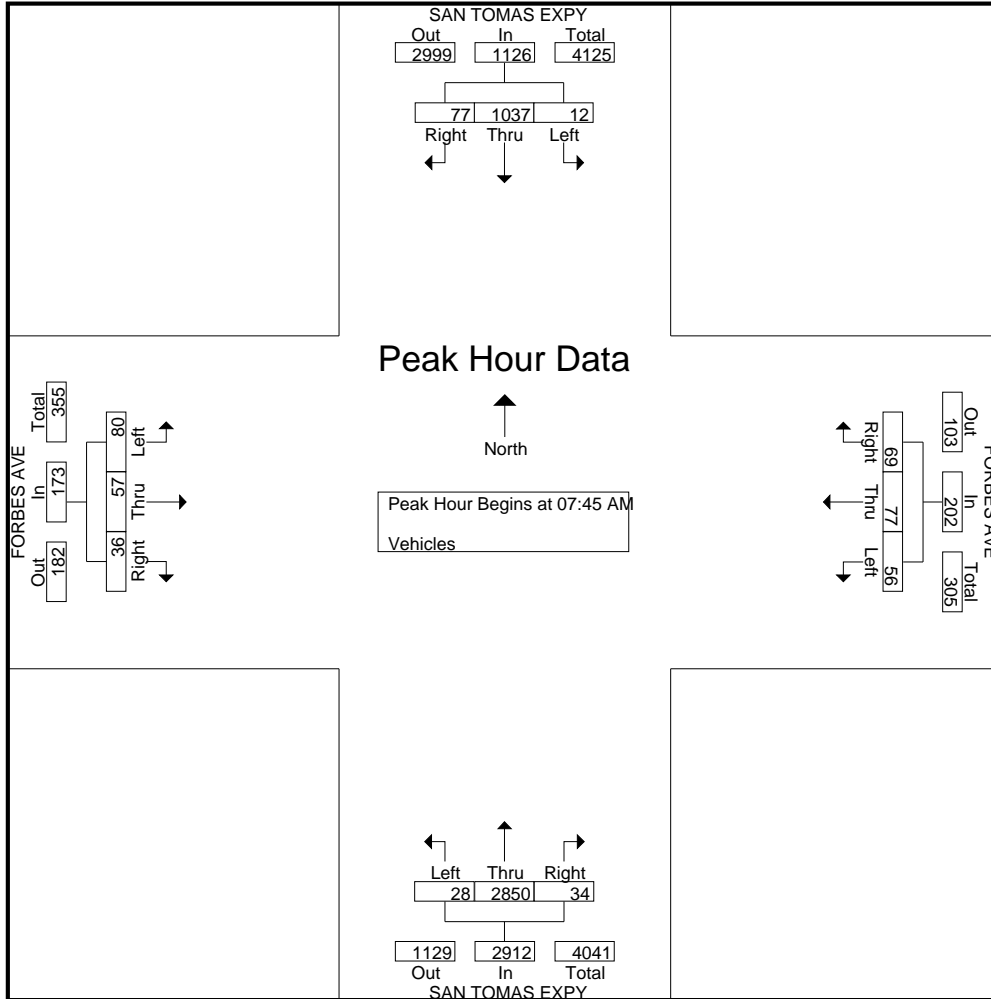 SAN TOMAS EXPY
Out In Total
2999 1126 4125
77 1037 12
Right Thru Left
Peak Hour Data
North
Peak Hour Begins at 07:45 AM
Vehicles
FORBES AVE
Total In Out
355 173 182
80 57 36
Left Thru Right
Right Thru Left
69 77 56
Out In Total
103 202 305
FORBES AVE
Left Thru Right
28 2850 34
1129 2912 4041
Out In Total
SAN TOMAS EXPY